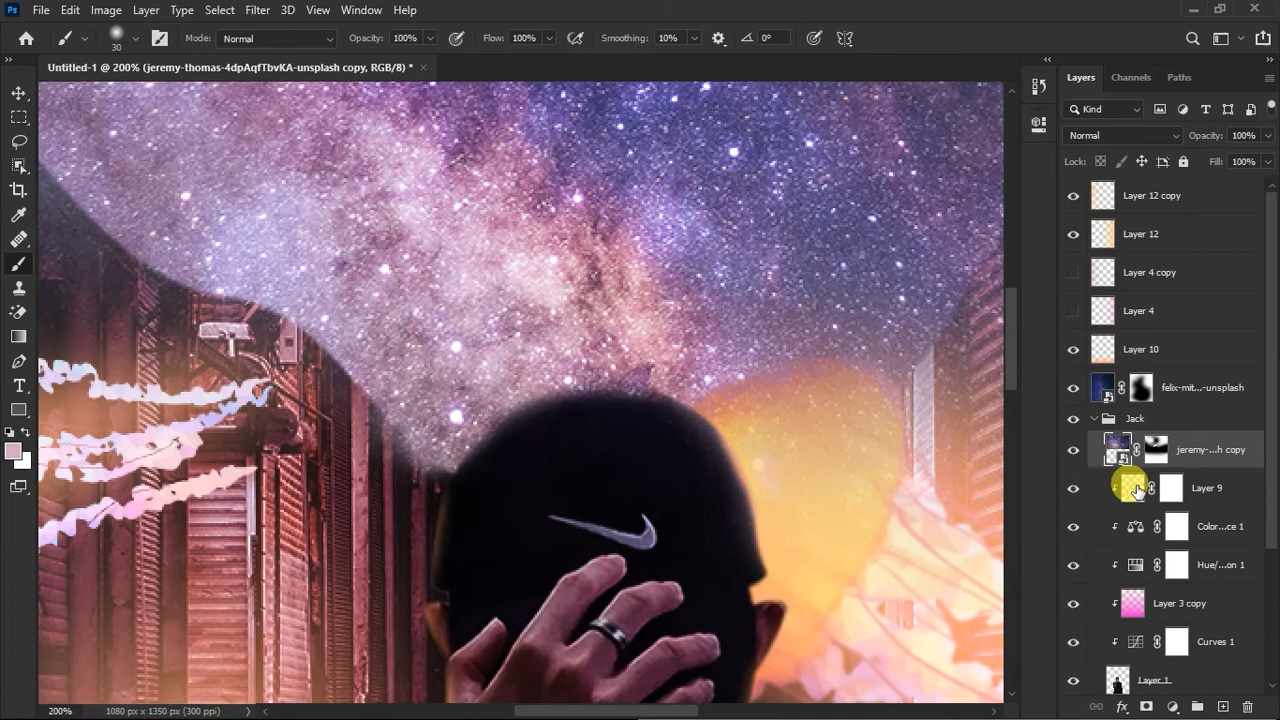 Ps File Edit Image Layer Type Select Filter 3D View Window Help
30 Mode: Normal Opacity: 100% Flow: 100% Smoothing: 10% 0°
Untitled-1 @ 200% (jeremy-thomas-4dpAqfTbvKA-unsplash copy, RGB/8) *
Layers Channels Paths
Kind
Normal Opacity: 100%
Lock: Fill: 100%
Layer 12 copy
Layer 12
Layer 4 copy
Layer 4
Layer 10
felix-mit...-unsplash
Jack
jeremy-...h copy
Layer 9
Color...ce 1
Hue/...on 1
Layer 3 copy
Curves 1
Layer 1
200% 1080 px x 1350 px (300 ppi)